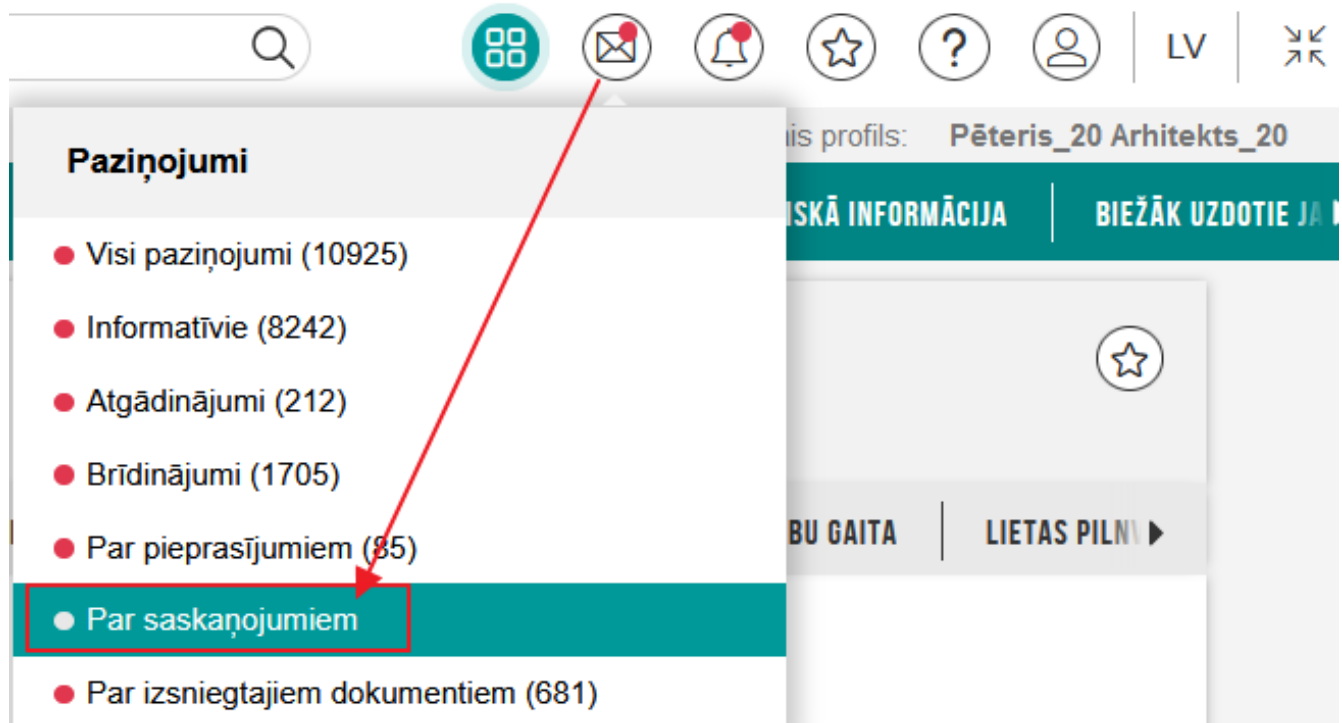 LV
Paziņojumi
is profils: Pēteris_20 Arhitekts_20
ISKĀ INFORMĀCIJA
BIEŽĀK UZDOTIE JA
Visi paziņojumi (10925)
Informatīvie (8242)
Atgādinājumi (212)
Brīdinājumi (1705)
Par pieprasījumiem (85)
BU GAITA
LIETAS PILN
Par saskaņojumiem
Par izsniegtajiem dokumentiem (681)